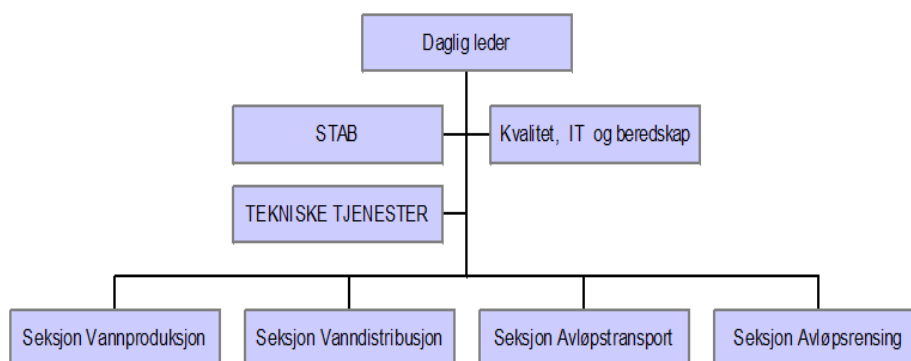 Daglig leder
STAB
Kvalitet, IT og beredskap
TEKNISKE TJENESTER
Seksjon Vannproduksjon
Seksjon Vanndistribusjon
Seksjon Avløpstransport
Seksjon Avløpsrensing